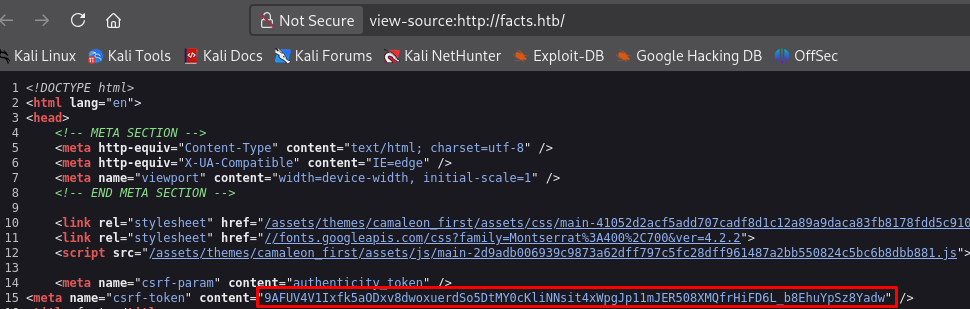 Not Secure view-source:http://facts.htb/
Kali Linux Kali Tools Kali Docs Kali Forums Kali NetHunter Exploit-DB Google Hacking DB OffSec
1 <!DOCTYPE html>
2 <html lang="en">
3 <head>
4 <!-- META SECTION -->
5 <meta http-equiv="Content-Type" content="text/html; charset=utf-8" />
6 <meta http-equiv="X-UA-Compatible" content="IE=edge" />
7 <meta name="viewport" content="width=device-width, initial-scale=1" />
8 <!-- END META SECTION -->
9
10 <link rel="stylesheet" href="/assets/themes/camaleon_first/assets/css/main-41052d2acf5add707cadf8d1c12a89a9daca83fb8178fdd5c910
11 <link rel="stylesheet" href="//fonts.googleapis.com/css?family=Montserrat%3A400%2C700&ver=4.2.2">
12 <script src="/assets/themes/camaleon_first/assets/js/main-2d9adb006939c9873a62dff797c5fc28dff961487a2bb550824c5bc6b8dbb881.js">
13
14 <meta name="csrf-param" content="authenticity_token" />
15 <meta name="csrf-token" content="9AFUV4V1Ixfk5aODxv8dwoxuerdSo5DtMY0cKliNNsit4xWpgJp11mJER508XMQfrHiFD6L_b8EhuYpSz8Yadw" />
16